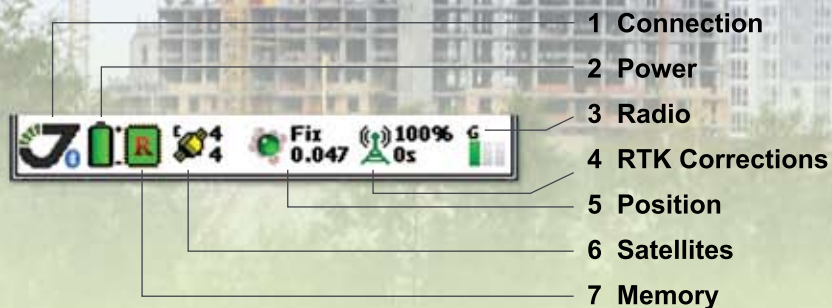 1 Connection
2 Power
3 Radio
4 RTK Corrections
5 Position
6 Satellites
7 Memory
0 R E 4 Fix 100% G
4 0.047 0s